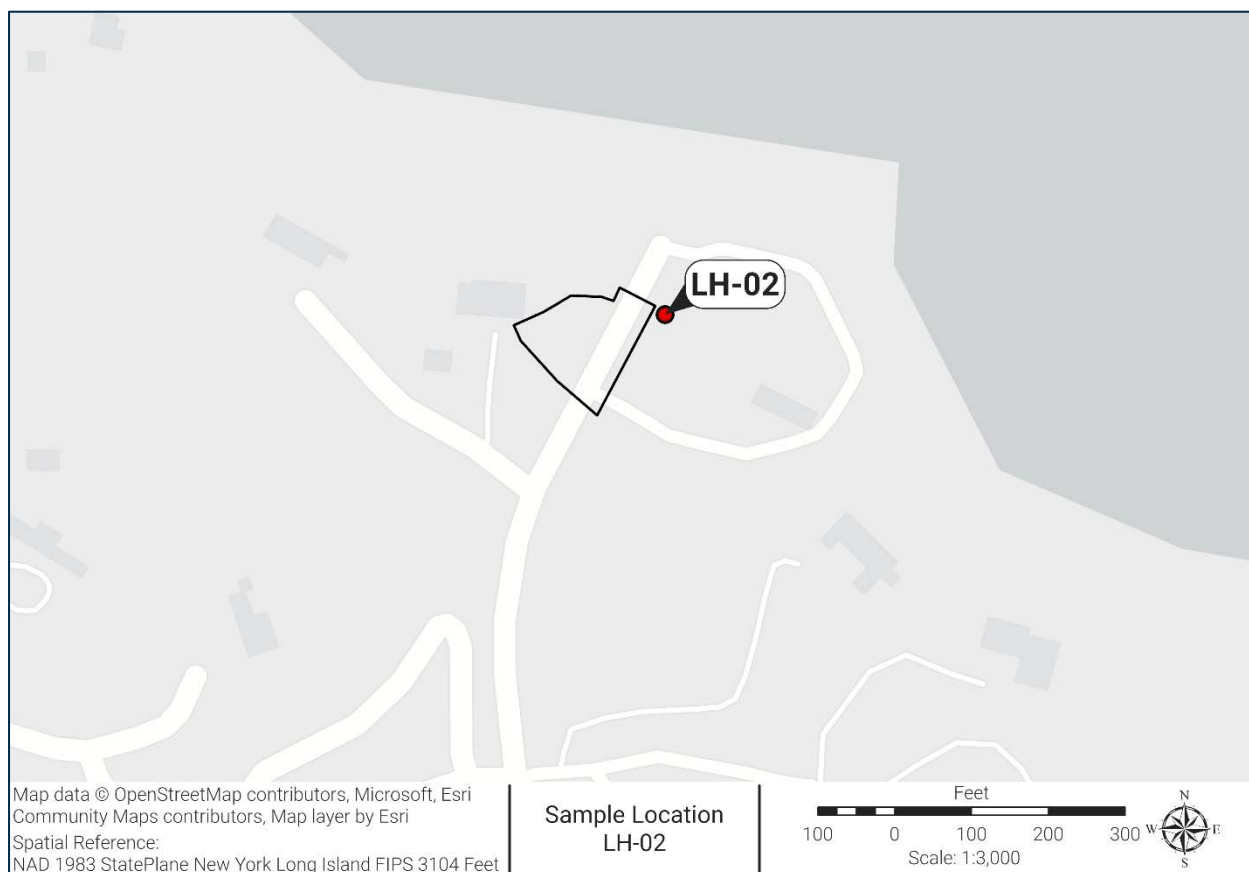 LH-02
Map data © OpenStreetMap contributors, Microsoft, Esri
Community Maps contributors, Map layer by Esri
Spatial Reference:
NAD 1983 StatePlane New York Long Island FIPS 3104 Feet
Sample Location
LH-02
Feet
100 0 100 200 300
Scale: 1:3,000
N
W E
S